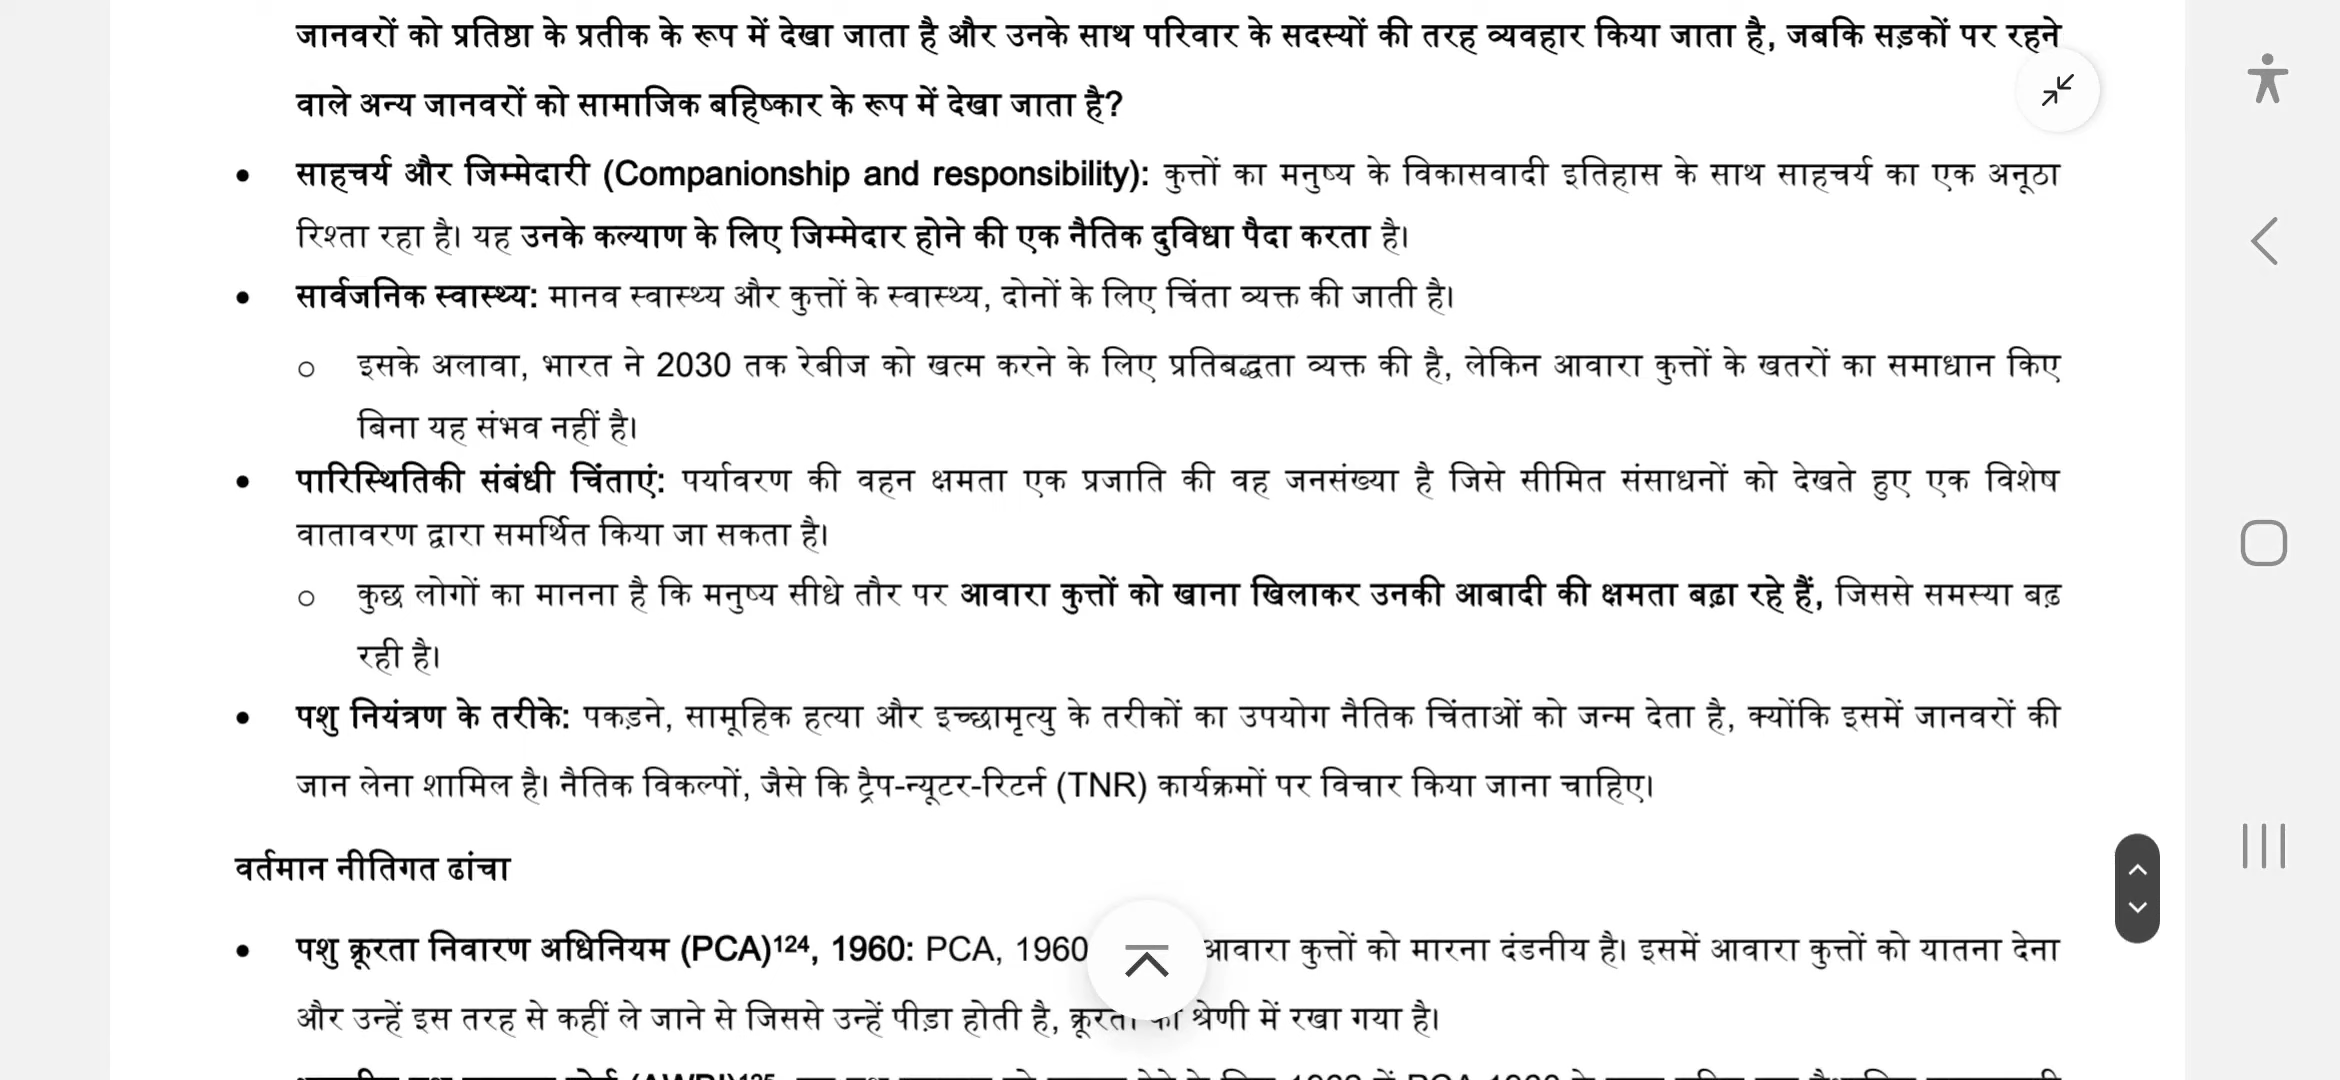 जानवरों को प्रतिष्ठा के प्रतीक के रूप में देखा जाता है और उनके साथ परिवार के सदस्यों की तरह व्यवहार किया जाता है, जबकि सड़कों पर रहने
वाले अन्य जानवरों को सामाजिक बहिष्कार के रूप में देखा जाता है?
• साहचर्य और जिम्मेदारी (Companionship and responsibility): कुत्तों का मनुष्य के विकासवादी इतिहास के साथ साहचर्य का एक अनूठा
रिश्ता रहा है। यह उनके कल्याण के लिए जिम्मेदार होने की एक नैतिक दुविधा पैदा करता है।
• सार्वजनिक स्वास्थ्य: मानव स्वास्थ्य और कुत्तों के स्वास्थ्य, दोनों के लिए चिंता व्यक्त की जाती है।
o इसके अलावा, भारत ने 2030 तक रेबीज को खत्म करने के लिए प्रतिबद्धता व्यक्त की है, लेकिन आवारा कुत्तों के खतरों का समाधान किए
बिना यह संभव नहीं है।
• पारिस्थितिकी संबंधी चिंताएं: पर्यावरण की वहन क्षमता एक प्रजाति की वह जनसंख्या है जिसे सीमित संसाधनों को देखते हुए एक विशेष
वातावरण द्वारा समर्थित किया जा सकता है।
o कुछ लोगों का मानना है कि मनुष्य सीधे तौर पर आवारा कुत्तों को खाना खिलाकर उनकी आबादी की क्षमता बढ़ा रहे हैं, जिससे समस्या बढ़
रही है।
• पशु नियंत्रण के तरीके: पकड़ने, सामूहिक हत्या और इच्छामृत्यु के तरीकों का उपयोग नैतिक चिंताओं को जन्म देता है, क्योंकि इसमें जानवरों की
जान लेना शामिल है। नैतिक विकल्पों, जैसे कि ट्रैप-न्यूटर-रिटर्न (TNR) कार्यक्रमों पर विचार किया जाना चाहिए।
वर्तमान नीतिगत ढांचा
• पशु क्रूरता निवारण अधिनियम (PCA)124, 1960: PCA, 1960 आवारा कुत्तों को मारना दंडनीय है। इसमें आवारा कुत्तों को यातना देना
और उन्हें इस तरह से कहीं ले जाने से जिससे उन्हें पीड़ा होती है, क्रूरता श्रेणी में रखा गया है।